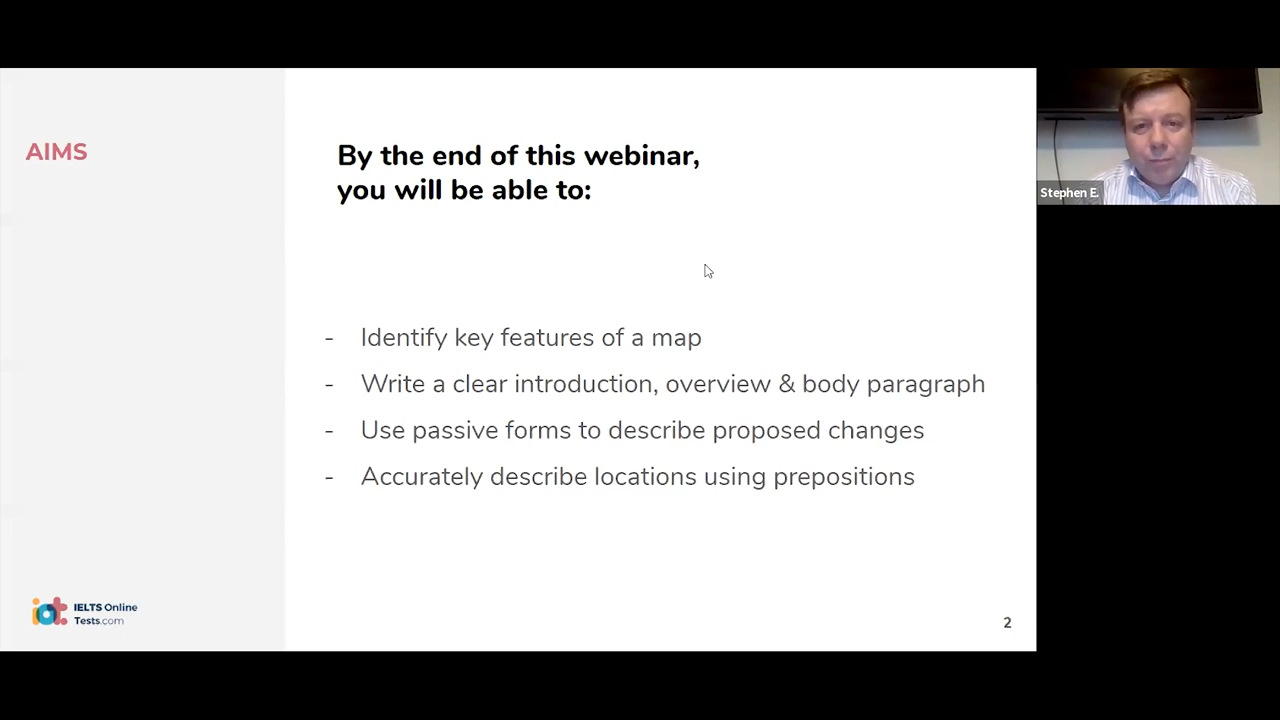 AIMS
By the end of this webinar,
you will be able to:
- Identify key features of a map
- Write a clear introduction, overview & body paragraph
- Use passive forms to describe proposed changes
- Accurately describe locations using prepositions
iot
IELTS Online
Tests.com
2
Stephen E.